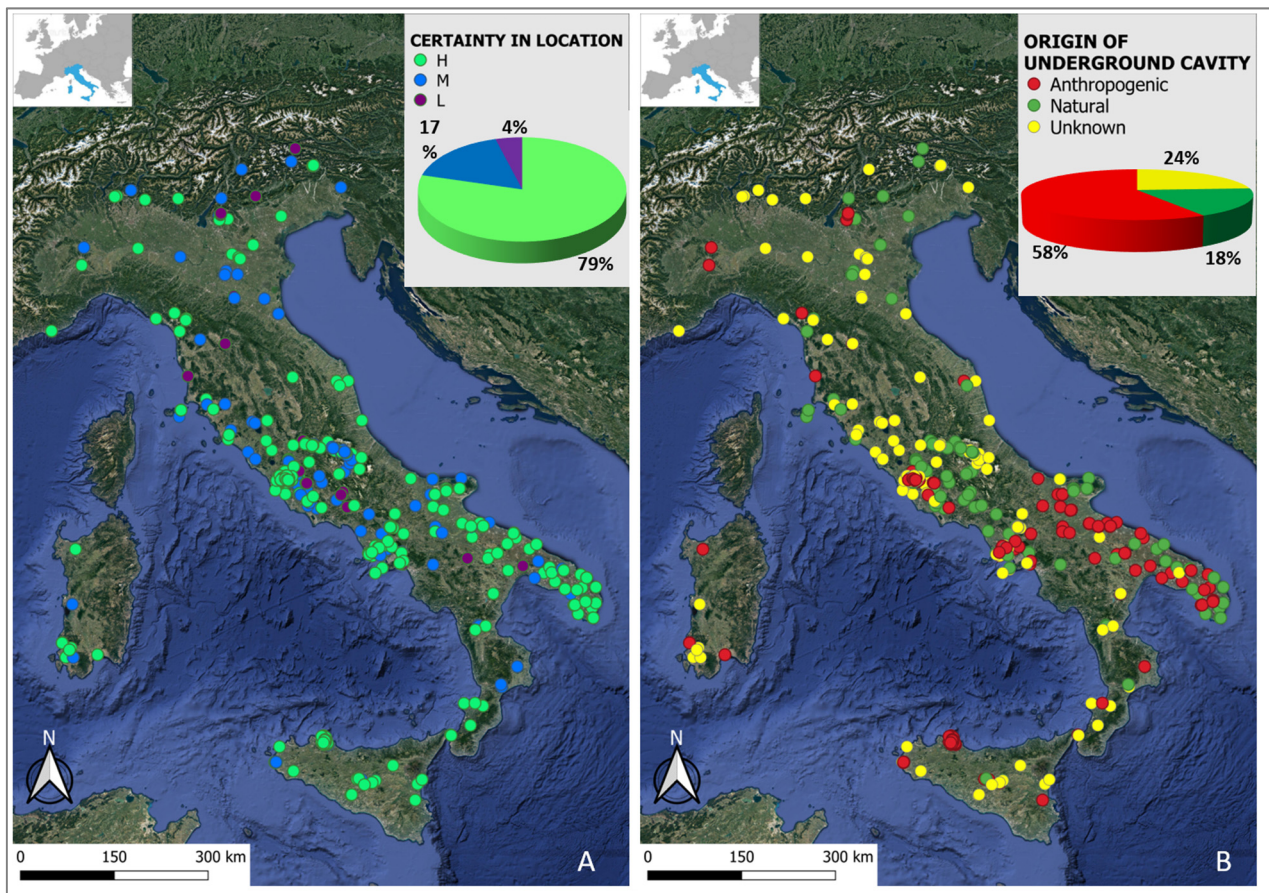 CERTAINTY IN LOCATION
H
M
L
17
%
4%
79%
N
0 150 300 km
A
ORIGIN OF
UNDERGROUND CAVITY
Anthropogenic
Natural
Unknown
24%
58%
18%
N
0 150 300 km
B